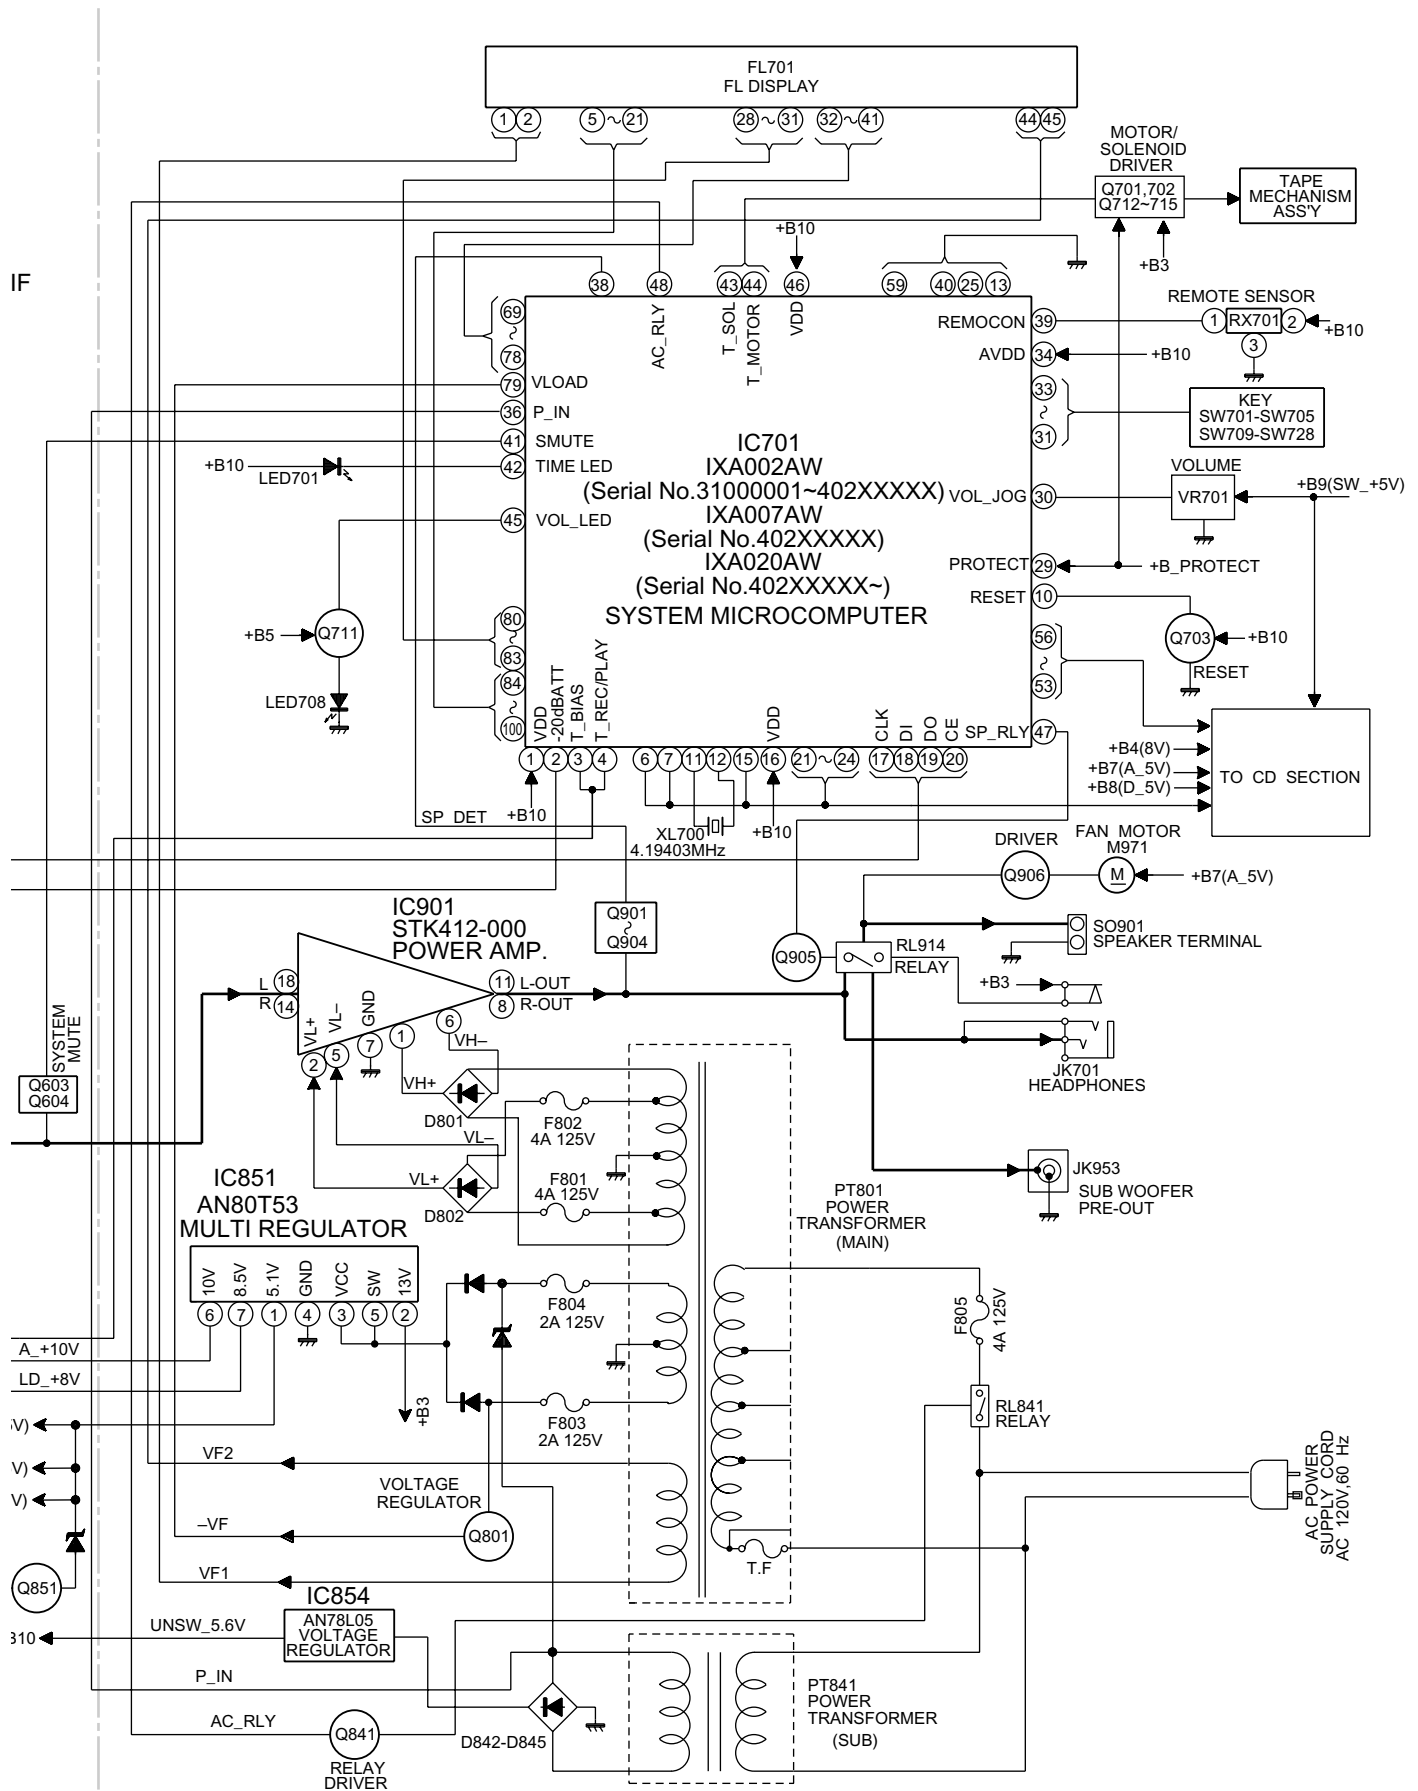 FL701
FL DISPLAY
1 2 5 ~ 21 28 ~ 31 32 ~ 41 44 45
MOTOR/
SOLENOID
DRIVER
Q701,702
Q712~715
TAPE
MECHANISM
ASS'Y
+B10
+B3
IF
38 48 43 44 46 59 40 25 13
AC_RLY
T_SOL
T_MOTOR
VDD
69
~
78
79 VLOAD
36 P_IN
41 SMUTE
42 TIME LED
+B10
LED701
45 VOL_LED
REMOTE SENSOR
REMOCON 39
1 RX701 2
+B10
3
AVDD 34
+B10
33
~
31
KEY
SW701-SW705
SW709-SW728
IC701
IXA002AW
(Serial No.31000001~402XXXXX)
IXA007AW
(Serial No.402XXXXX)
IXA020AW
(Serial No.402XXXXX~)
SYSTEM MICROCOMPUTER
VOLUME
VOL_JOG 30
VR701
+B9(SW_+5V)
PROTECT 29
+B_PROTECT
RESET 10
Q703
+B10
RESET
56
~
53
+B5
Q711
LED708
80
~
83
84
~
100
VDD
-20dBATT
T_BIAS
T_REC/PLAY
VDD
CLK
DI
DO
CE
SP_RLY 47
1 2 3 4 6 7 11 12 15 16 21 ~ 24 17 18 19 20
+B4(8V)
+B7(A_5V)
+B8(D_5V)
TO CD SECTION
SP_DET
+B10
XL700
4.19403MHz
+B10
DRIVER
Q906
FAN MOTOR
M971
M
+B7(A_5V)
IC901
STK412-000
POWER AMP.
Q901
~
Q904
Q905
RL914
RELAY
SO901
SPEAKER TERMINAL
+B3
L 18
R 14
11 L-OUT
8 R-OUT
VL+
VL–
GND
2 5 7 1 6
VH–
VH+
JK701
HEADPHONES
SYSTEM
MUTE
Q603
Q604
D801
F802
4A 125V
VL–
F801
4A 125V
VL+
D802
JK953
SUB WOOFER
PRE-OUT
PT801
POWER
TRANSFORMER
(MAIN)
IC851
AN80T53
MULTI REGULATOR
10V
8.5V
5.1V
GND
VCC
SW
13V
6 7 1 4 3 5 2
F804
2A 125V
F805
4A 125V
A_+10V
LD_+8V
+B3
F803
2A 125V
RL841
RELAY
V)
V)
V)
VF2
VOLTAGE
REGULATOR
–VF
Q801
VF1
T.F
AC POWER
SUPPLY CORD
AC 120V,60 Hz
Q851
IC854
AN78L05
VOLTAGE
REGULATOR
UNSW_5.6V
310
P_IN
AC_RLY
Q841
RELAY
DRIVER
D842-D845
PT841
POWER
TRANSFORMER
(SUB)